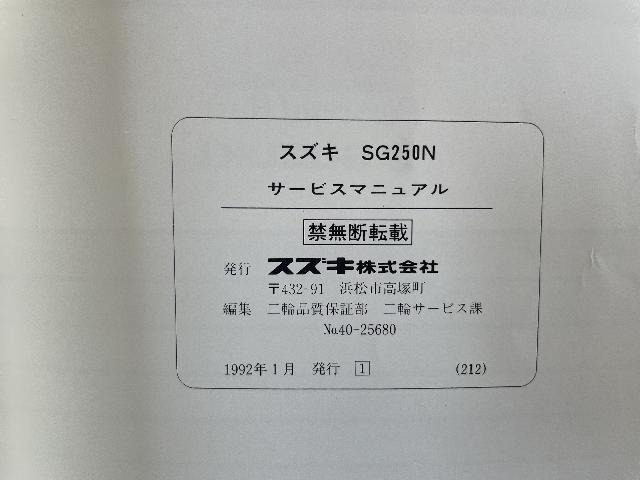 スズキ SG250N
サービスマニュアル
禁無断転載
発行 スズキ株式会社
〒432-91 浜松市高塚町
編集 二輪品質保証部 二輪サービス課
No.40-25680
1992年1月 発行 1 (212)